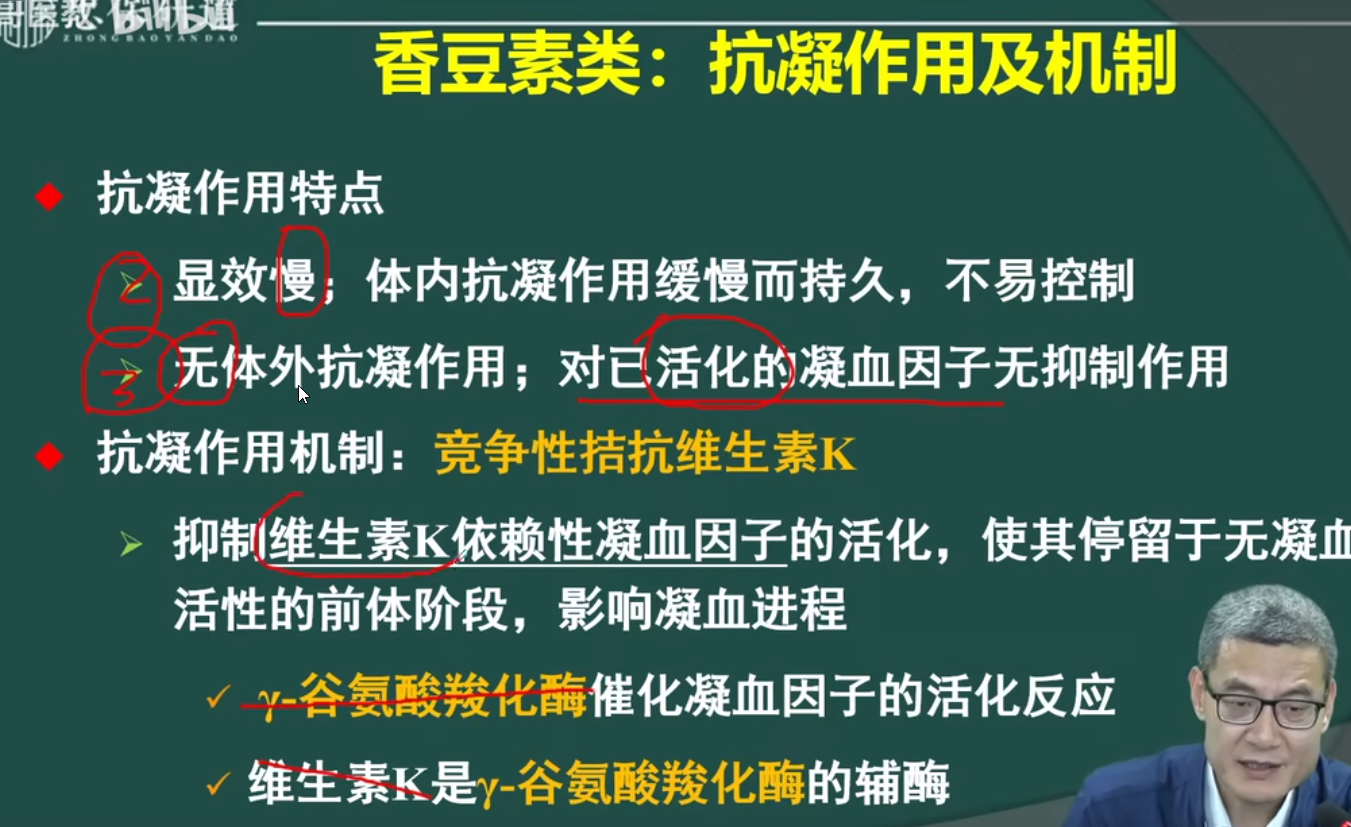 ZHONG BAO YAN DAO
香豆素类：抗凝作用及机制
抗凝作用特点
2 显效慢；体内抗凝作用缓慢而持久，不易控制
3 无体外抗凝作用；对已活化的凝血因子无抑制作用
抗凝作用机制：竞争性拮抗维生素K
抑制维生素K依赖性凝血因子的活化，使其停留于无凝血
活性的前体阶段，影响凝血进程
γ-谷氨酸羧化酶催化凝血因子的活化反应
维生素K是γ-谷氨酸羧化酶的辅酶